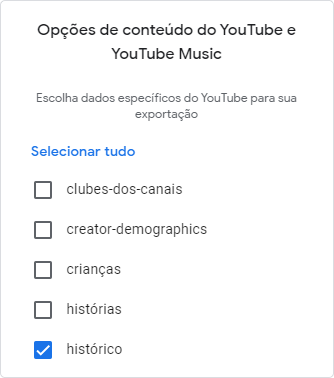 Opções de conteúdo do YouTube e
YouTube Music
Escolha dados específicos do YouTube para sua
exportação
Selecionar tudo
clubes-dos-canais
creator-demographics
crianças
histórias
histórico